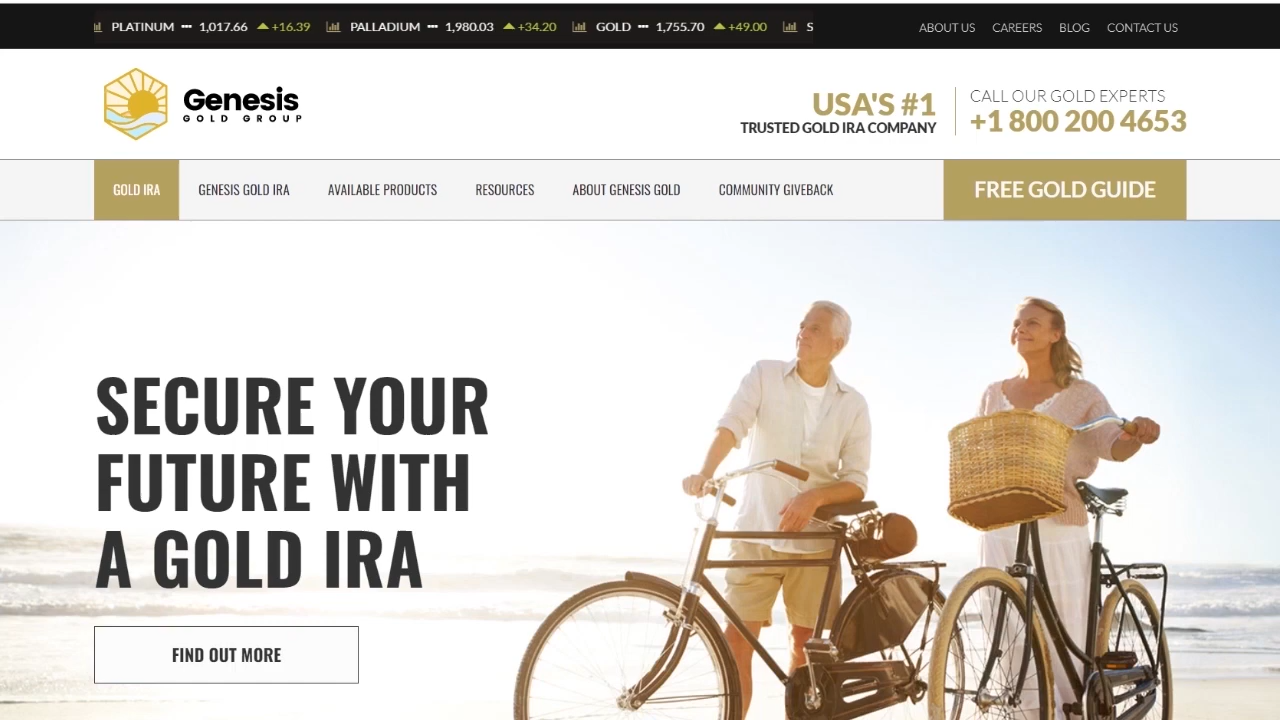 PLATINUM ••• 1,017.66 +16.39 PALLADIUM ••• 1,980.03 +34.20 GOLD ••• 1,755.70 +49.00 S
ABOUT US CAREERS BLOG CONTACT US
Genesis
GOLD GROUP
USA'S #1
TRUSTED GOLD IRA COMPANY
CALL OUR GOLD EXPERTS
+1 800 200 4653
GOLD IRA GENESIS GOLD IRA AVAILABLE PRODUCTS RESOURCES ABOUT GENESIS GOLD COMMUNITY GIVEBACK FREE GOLD GUIDE
SECURE YOUR
FUTURE WITH
A GOLD IRA
FIND OUT MORE